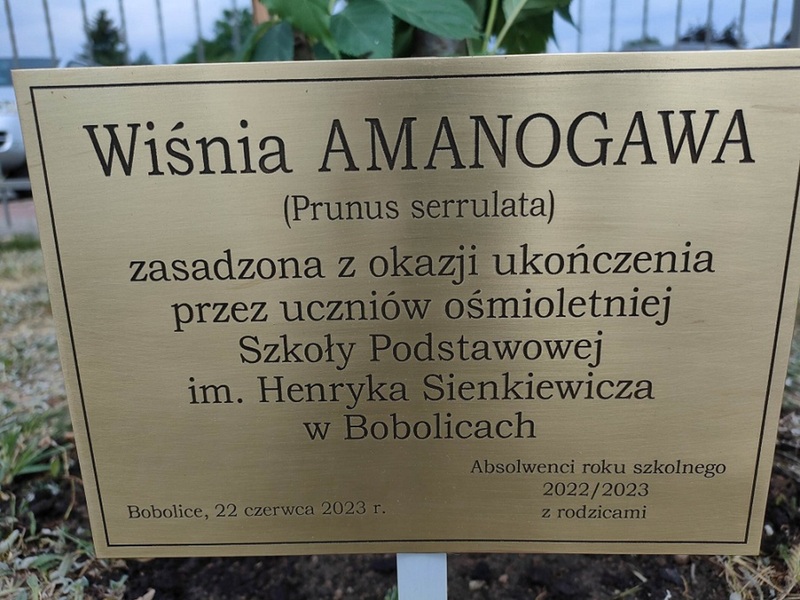 Wiśnia AMANOGAWA
(Prunus serrulata)
zasadzona z okazji ukończenia
przez uczniów ośmioletniej
Szkoły Podstawowej
im. Henryka Sienkiewicza
w Bobolicach
Absolwenci roku szkolnego
2022/2023
z rodzicami
Bobolice, 22 czerwca 2023 r.